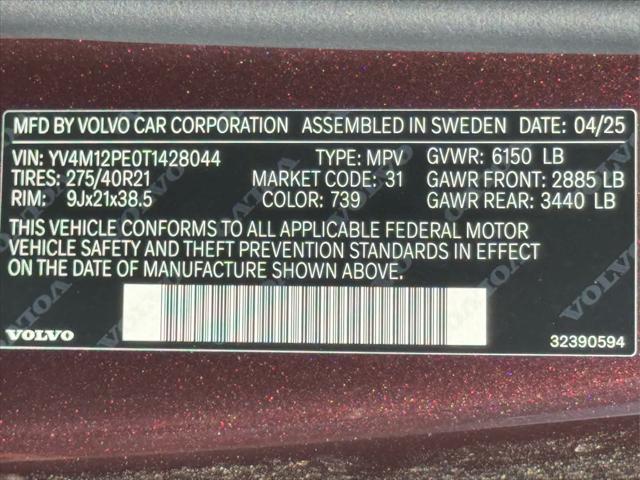 MFD BY VOLVO CAR CORPORATION ASSEMBLED IN SWEDEN DATE: 04/25
VIN: YV4M12PE0T1428044 TYPE: MPV GVWR: 6150 LB
TIRES: 275/40R21 MARKET CODE: 31 GAWR FRONT: 2885 LB
RIM: 9Jx21x38.5 COLOR: 739 GAWR REAR: 3440 LB
THIS VEHICLE CONFORMS TO ALL APPLICABLE FEDERAL MOTOR
VEHICLE SAFETY AND THEFT PREVENTION STANDARDS IN EFFECT
ON THE DATE OF MANUFACTURE SHOWN ABOVE.
VOLVO 32390594